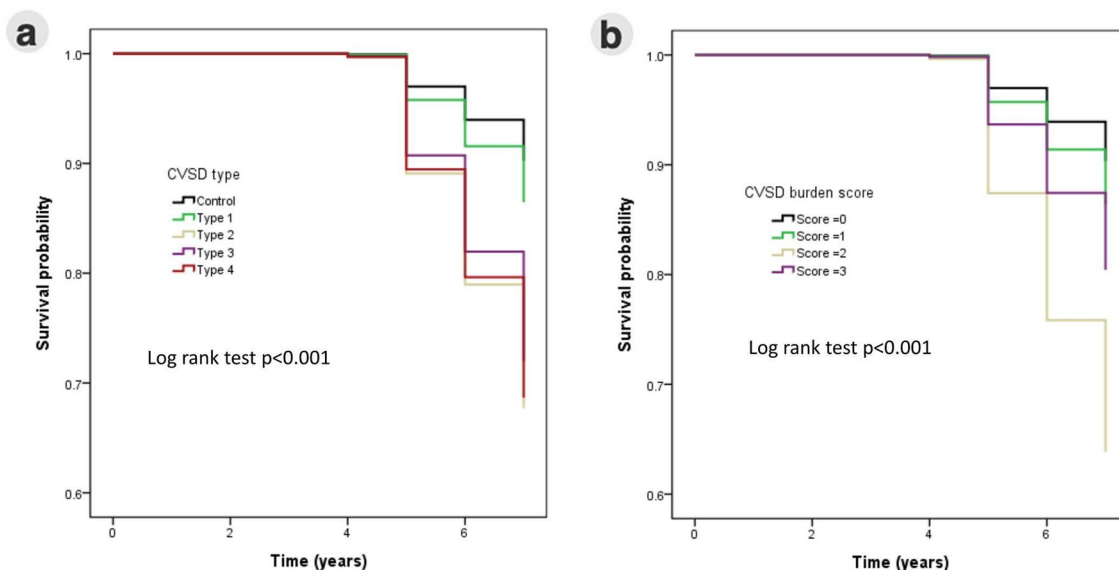 a
1.0
0.9
0.8
0.7
0.6
Survival probability
CVSD type
Control
Type 1
Type 2
Type 3
Type 4
Log rank test p<0.001
0 2 4 6
Time (years)
b
1.0
0.9
0.8
0.7
0.6
Survival probability
CVSD burden score
Score =0
Score =1
Score =2
Score =3
Log rank test p<0.001
0 2 4 6
Time (years)